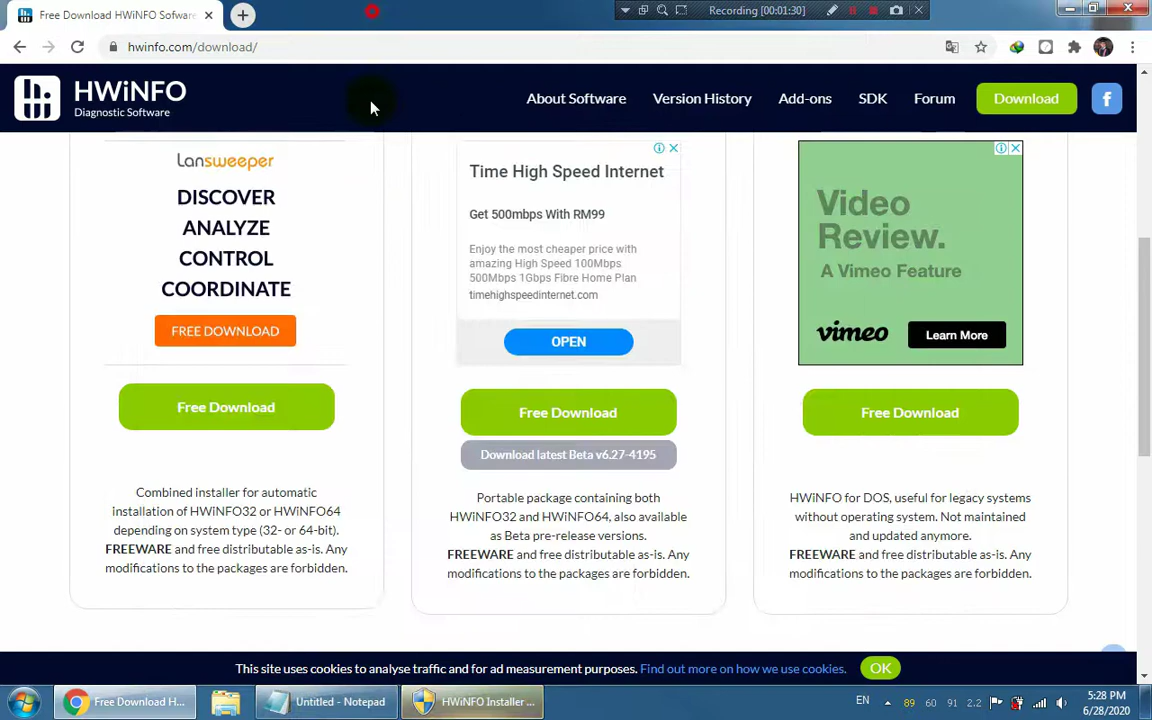 Free Download HWiNFO Sofware
Recording [00:01:30]
hwinfo.com/download/
HWiNFO
Diagnostic Software
About Software
Version History
Add-ons
SDK
Forum
Download
Lansweeper
DISCOVER
ANALYZE
CONTROL
COORDINATE
FREE DOWNLOAD
Free Download
Combined installer for automatic
installation of HWiNFO32 or HWiNFO64
depending on system type (32- or 64-bit).
FREEWARE and free distributable as-is. Any
modifications to the packages are forbidden.
Time High Speed Internet
Get 500mbps With RM99
Enjoy the most cheaper price with
amazing High Speed 100Mbps
500Mbps 1Gbps Fibre Home Plan
timehighspeedinternet.com
OPEN
Free Download
Download latest Beta v6.27-4195
Portable package containing both
HWiNFO32 and HWiNFO64, also available
as Beta pre-release versions.
FREEWARE and free distributable as-is. Any
modifications to the packages are forbidden.
Video
Review.
A Vimeo Feature
vimeo
Learn More
Free Download
HWiNFO for DOS, useful for legacy systems
without operating system. Not maintained
and updated anymore.
FREEWARE and free distributable as-is. Any
modifications to the packages are forbidden.
This site uses cookies to analyse traffic and for ad measurement purposes. Find out more on how we use cookies.
OK
Free Download H...
Untitled - Notepad
HWiNFO Installer ...
EN
89 60 91 2.2
5:28 PM
6/28/2020